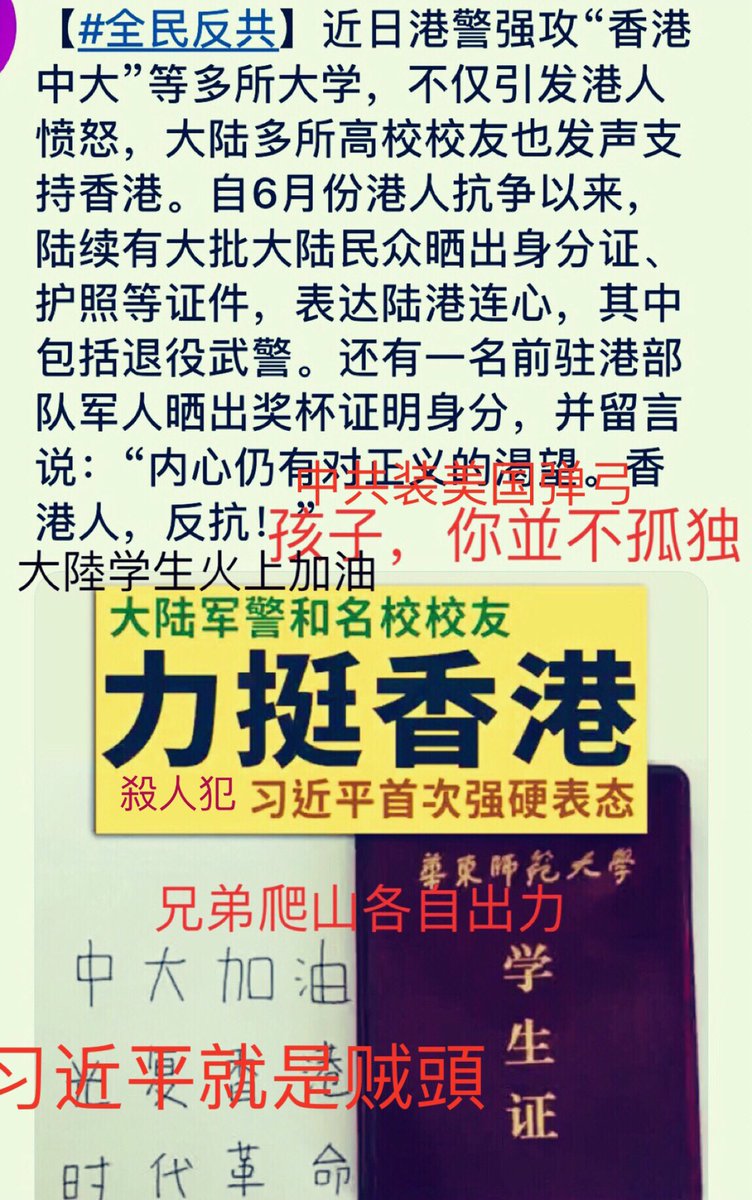 【#全民反共】近日港警强攻“香港
中大”等多所大学，不仅引发港人
愤怒，大陆多所高校校友也发声支
持香港。自6月份港人抗争以来，
陆续有大批大陆民众晒出身分证、
护照等证件，表达陆港连心，其中
包括退役武警。还有一名前驻港部
队军人晒出奖杯证明身分，并留言
说：“内心仍有对正义的渴望。香
中共装美国弹弓
港人，反抗！”
孩子，你並不孤独
大陸学生火上加油
大陆军警和名校校友
力挺香港
殺人犯
习近平首次强硬表态
華東師範大學
兄弟爬山各自出力
学生证
中大加油
习近平就是贼頭
光复香港
时代革命